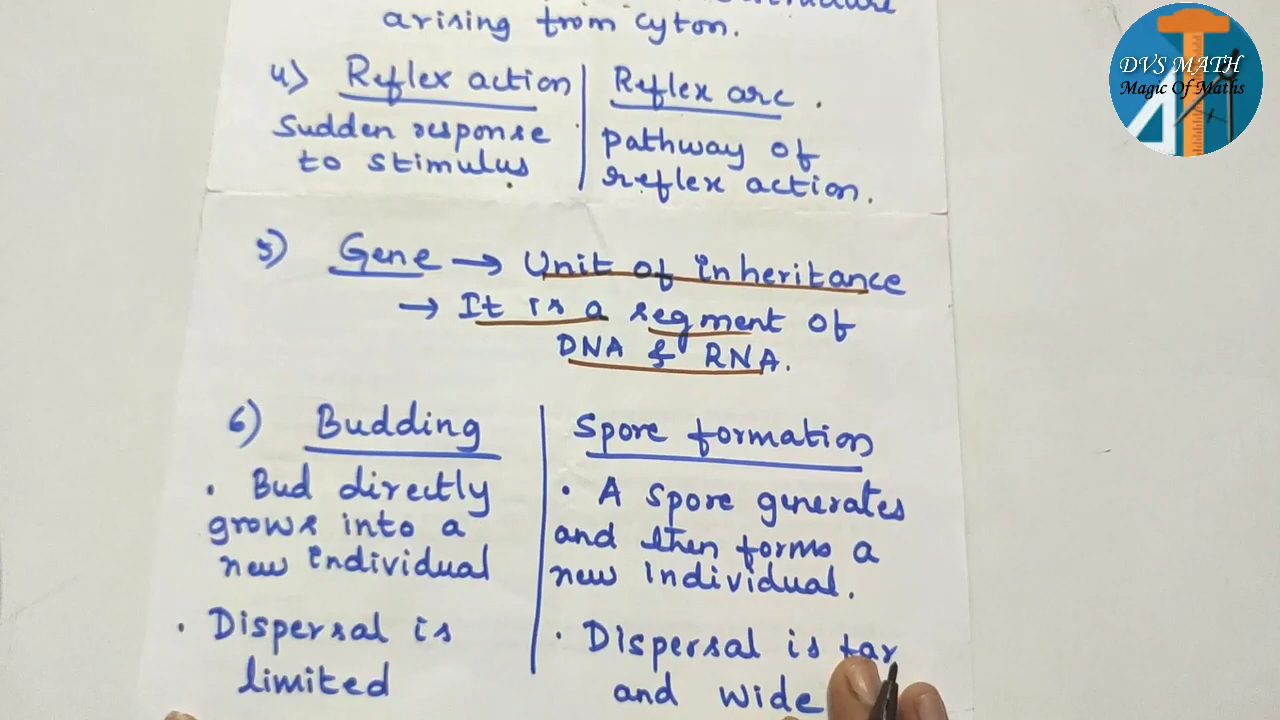 arising from cyton.
4) Reflex action
Sudden response
to stimulus
Reflex arc.
pathway of
reflex action.
5) Gene → Unit of inheritance
→ It is a segment of
DNA & RNA.
6) Budding
• Bud directly
grows into a
new individual
• Dispersal is
limited
Spore formation
• A spore generates
and then forms a
new individual.
• Dispersal is far
and wide
DVS MATH
Magic Of Maths